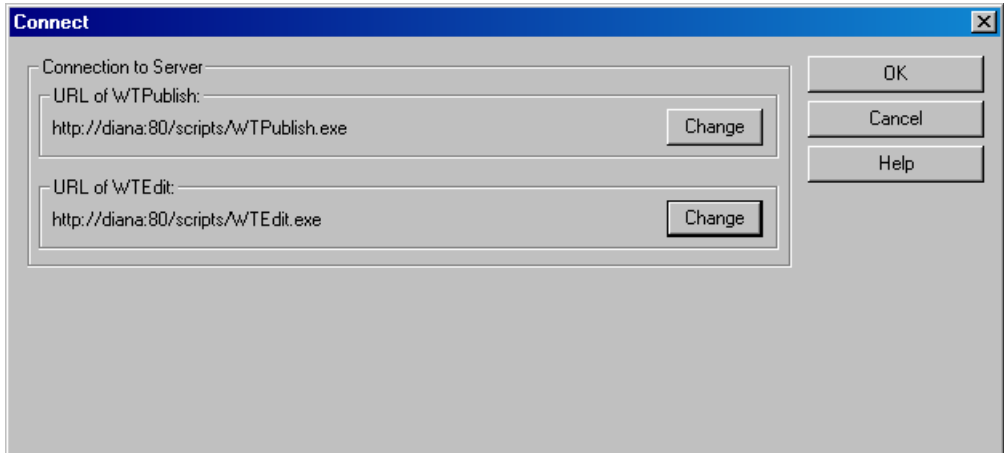 Connect
Connection to Server
OK
URL of WTPublish:
http://diana:80/scripts/WTPublish.exe
Change
Cancel
Help
URL of WTEdit:
http://diana:80/scripts/WTEdit.exe
Change